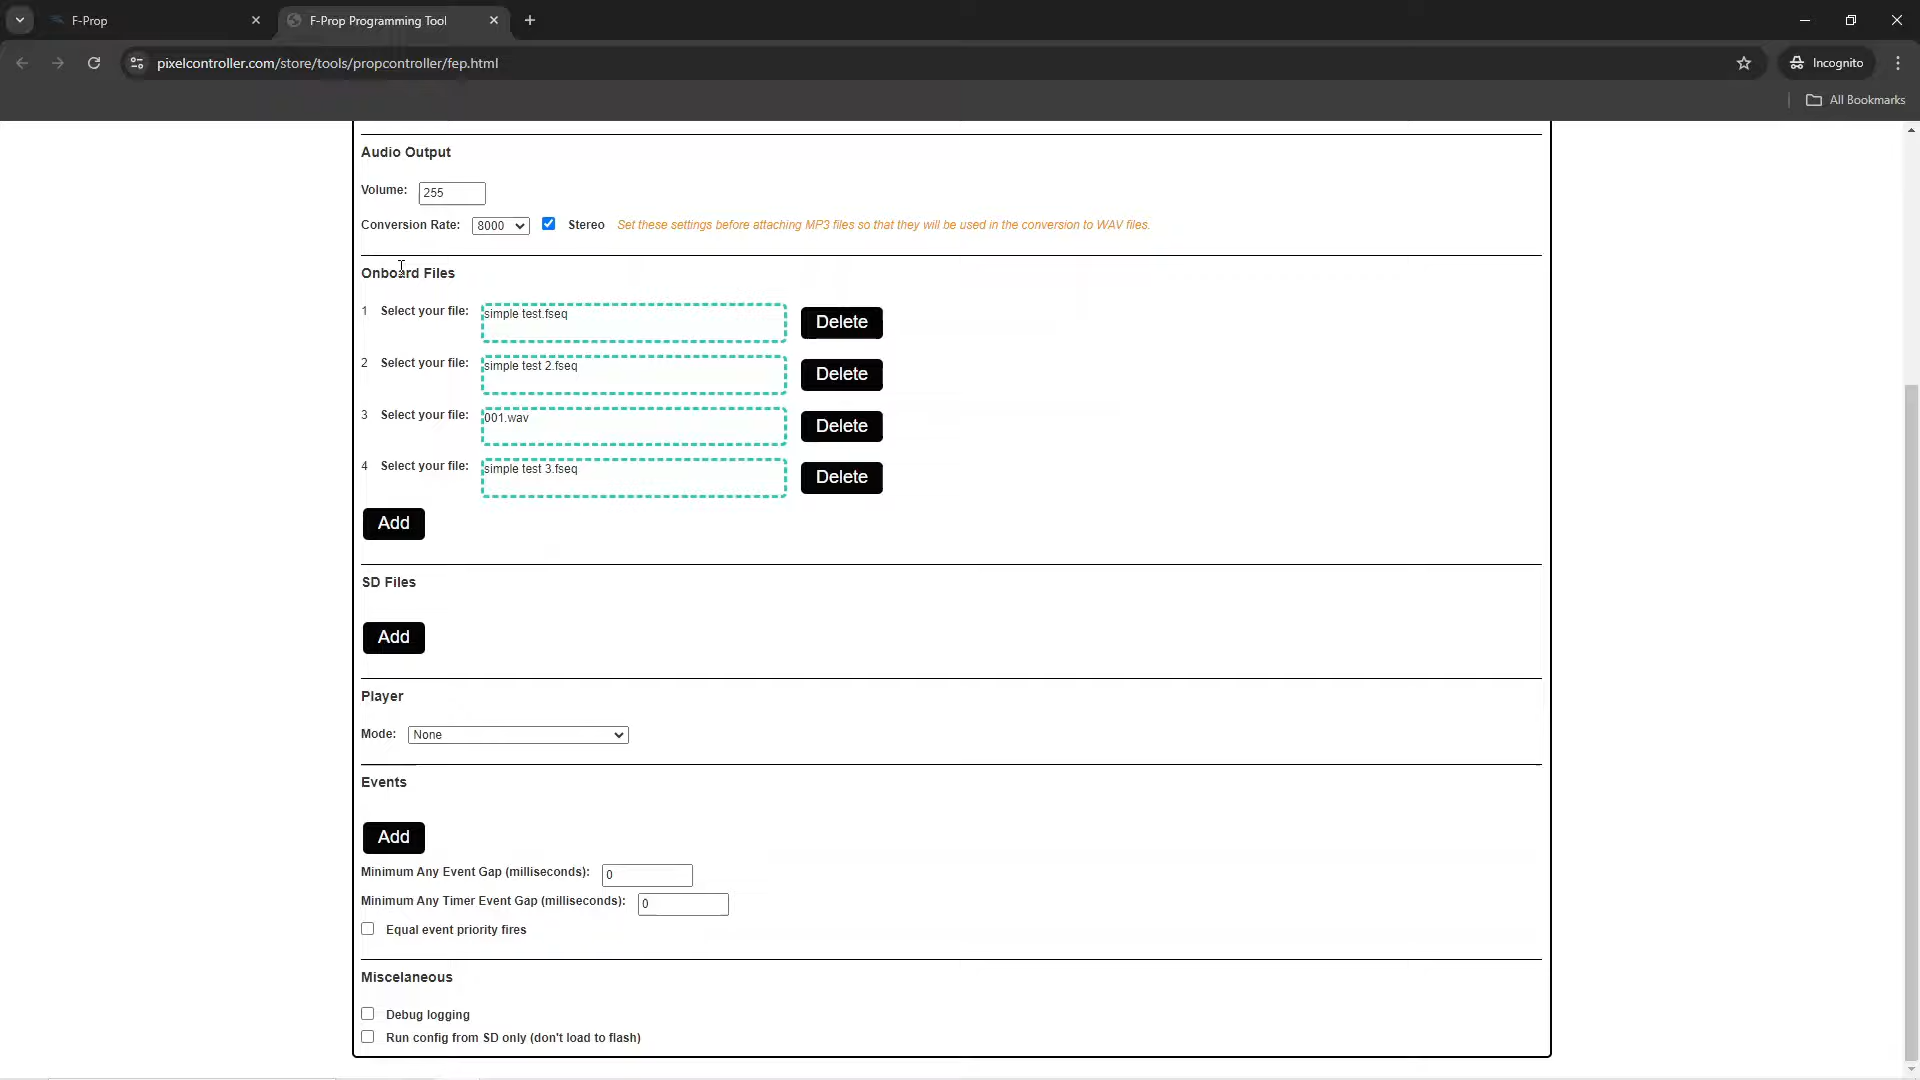 F-Prop
F-Prop Programming Tool
pixelcontroller.com/store/tools/propcontroller/fep.html
Incognito
All Bookmarks
Audio Output
Volume: 255
Conversion Rate: 8000 Stereo Set these settings before attaching MP3 files so that they will be used in the conversion to WAV files.
Onboard Files
1 Select your file: simple test.fseq Delete
2 Select your file: simple test 2.fseq Delete
3 Select your file: 001.wav Delete
4 Select your file: simple test 3.fseq Delete
Add
SD Files
Add
Player
Mode: None
Events
Add
Minimum Any Event Gap (milliseconds): 0
Minimum Any Timer Event Gap (milliseconds): 0
Equal event priority fires
Miscelaneous
Debug logging
Run config from SD only (don't load to flash)